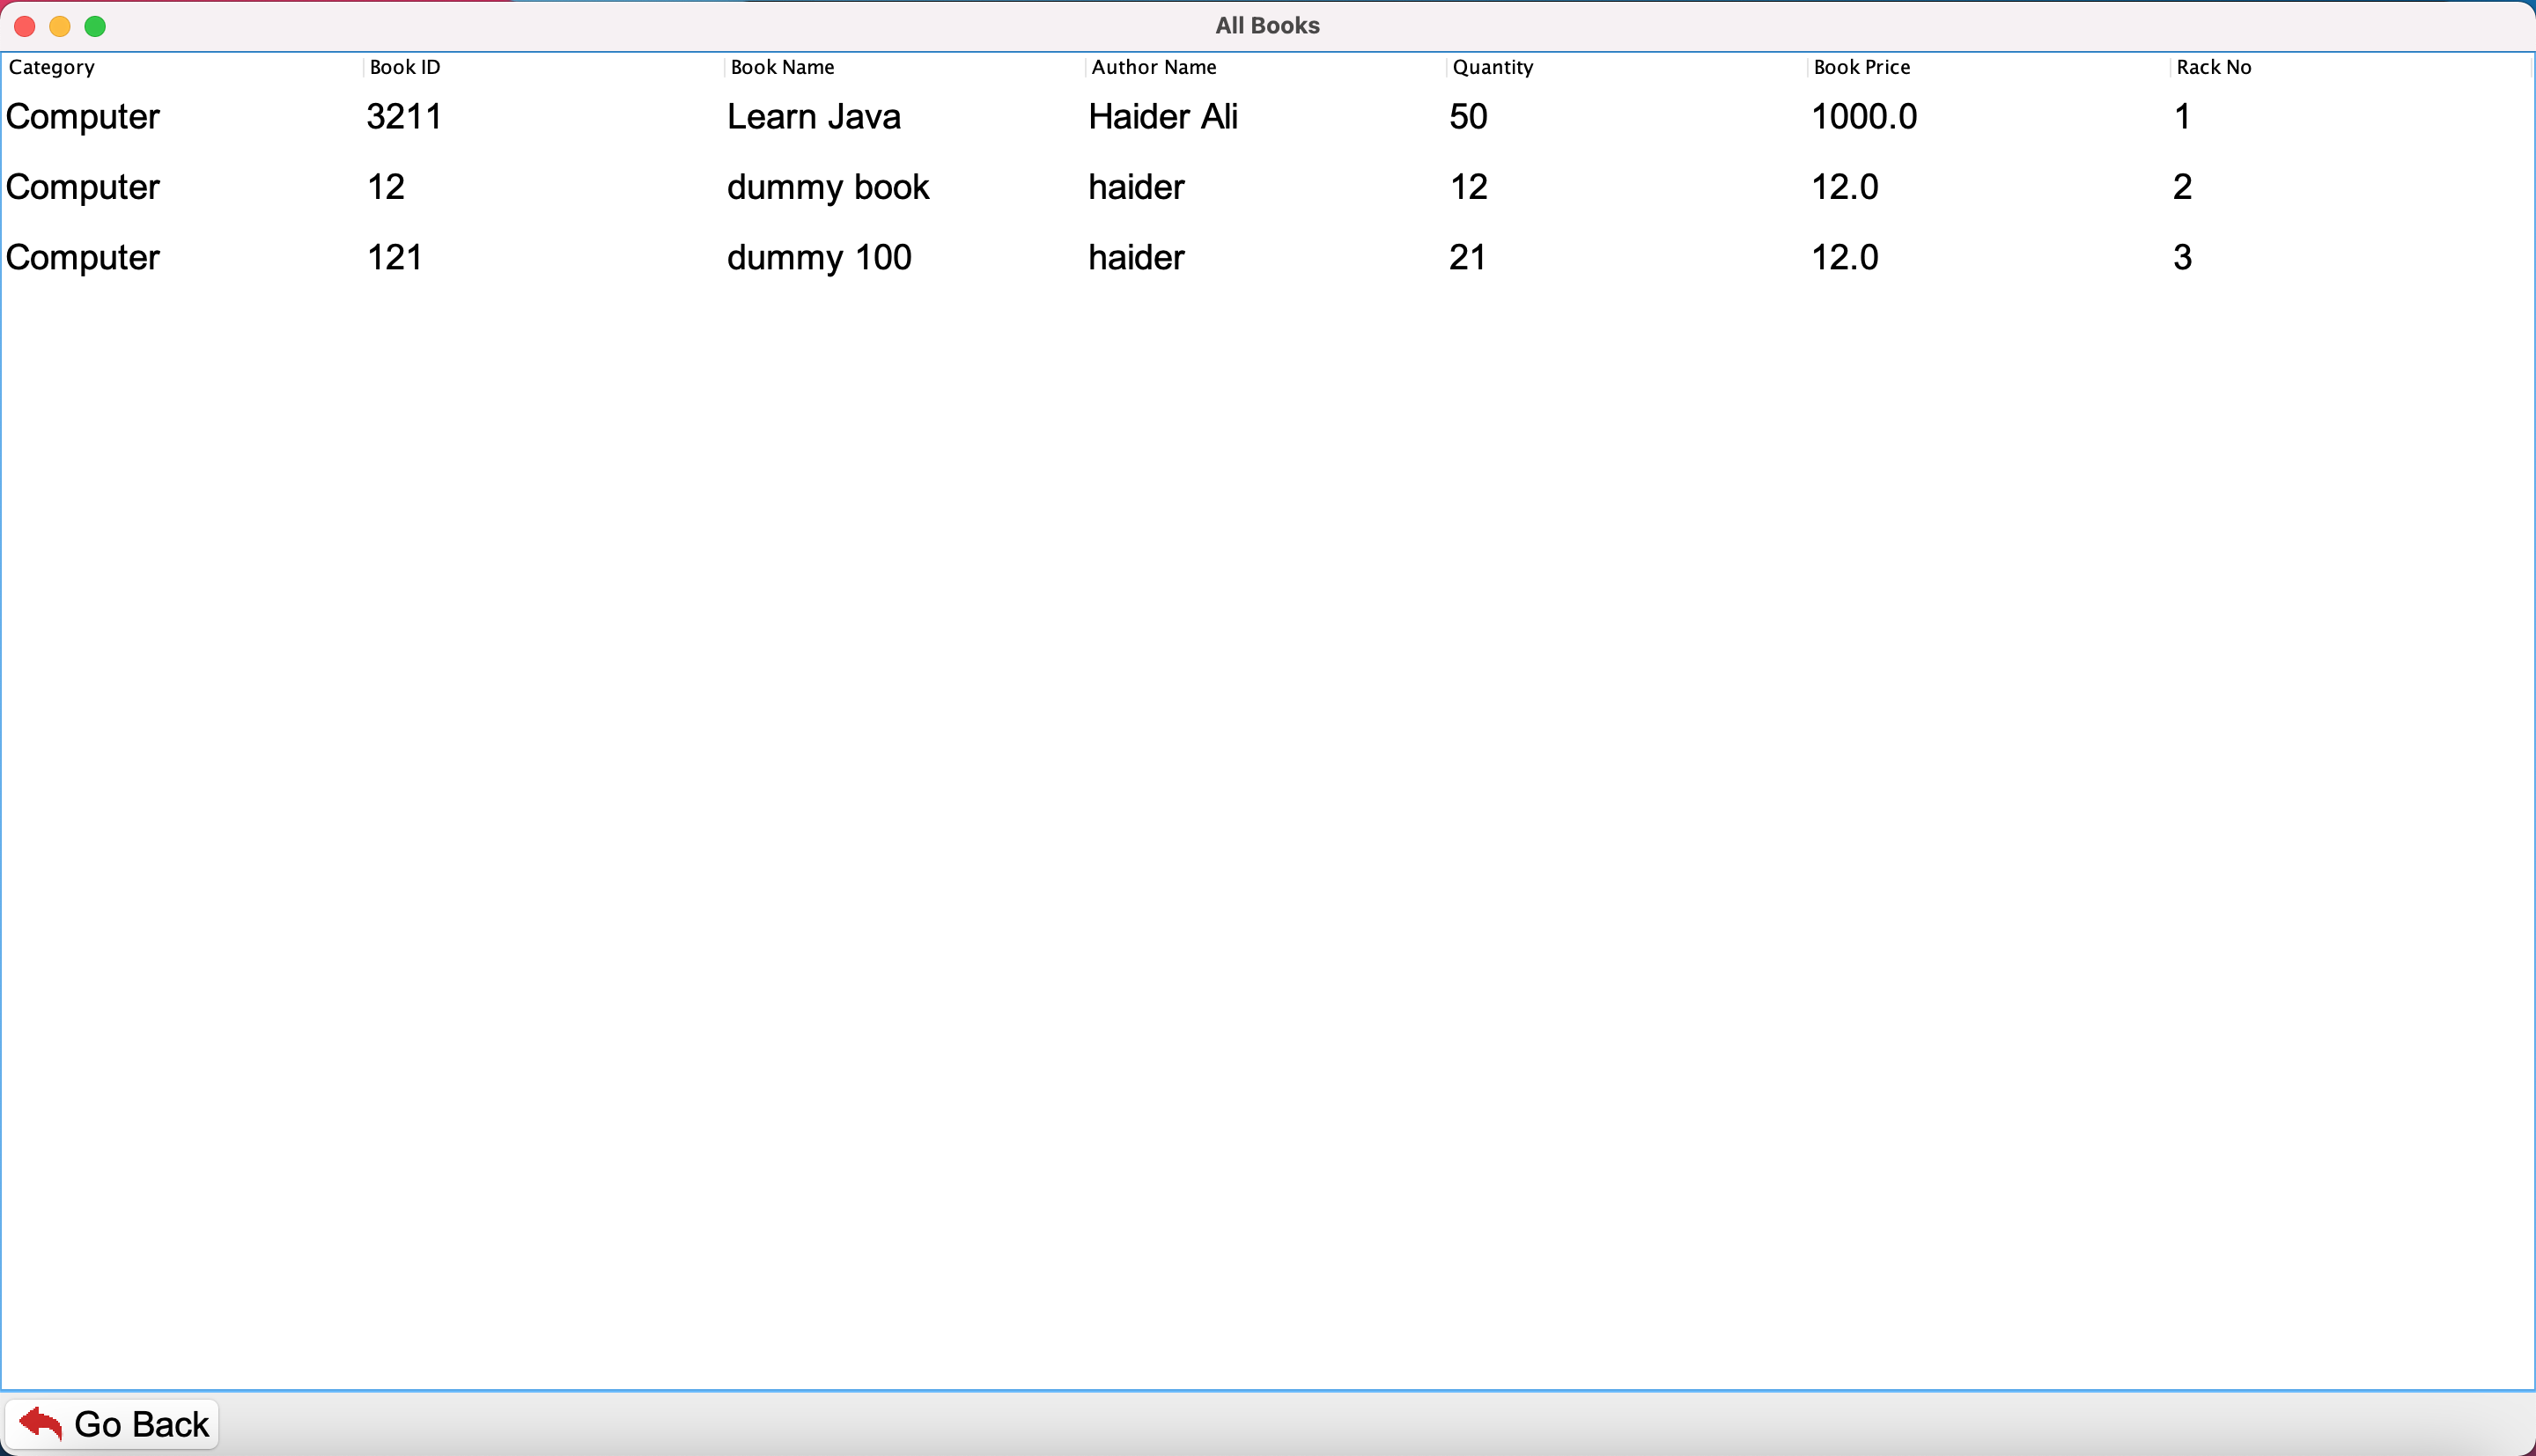 All Books
Category Book ID Book Name Author Name Quantity Book Price Rack No
Computer 3211 Learn Java Haider Ali 50 1000.0 1
Computer 12 dummy book haider 12 12.0 2
Computer 121 dummy 100 haider 21 12.0 3
Go Back